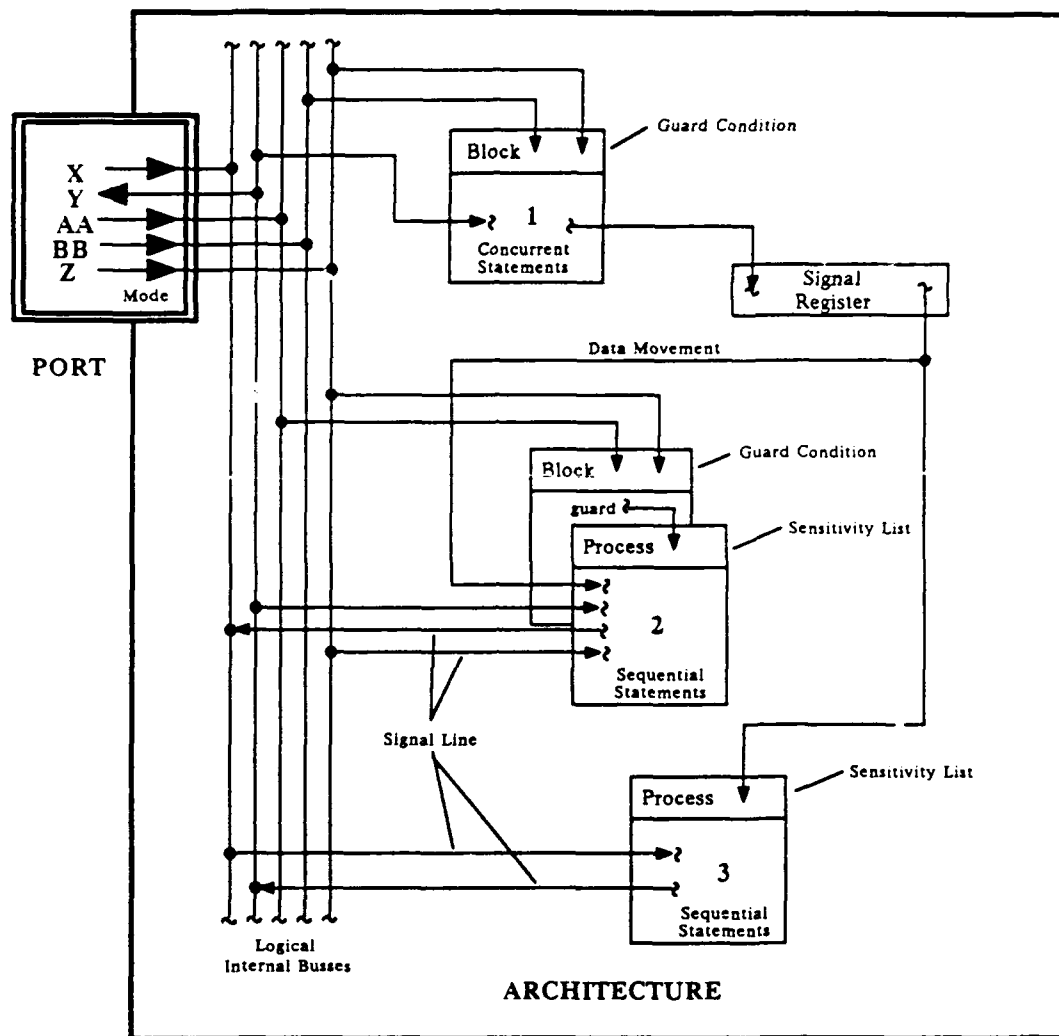 Guard Condition
Block
X
Y
1
AA
Concurrent
Statements
BB
Z
Mode
Signal
Register
Data Movement
PORT
Guard Condition
Block
guard
Sensitivity List
Process
2
Sequential
Statements
Signal Line
Sensitivity List
Process
3
Sequential
Statements
Logical
Internal Busses
ARCHITECTURE